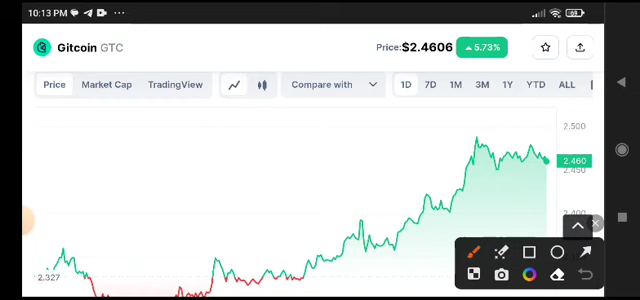 10:13 PM ... 69
Gitcoin GTC Price:$2.4606 ▲ 5.73%
Price Market Cap TradingView Compare with 1D 7D 1M 3M 1Y YTD ALL
2.500
2.460
2.450
2.400
2.327